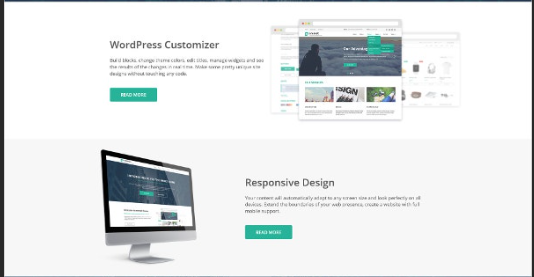 WordPress Customizer
Build blocks, change theme colors, edit titles, manage widgets and see
the results of the changes in real time. Make some pretty unique site
designs without touching any code.
READ MORE
Responsive Design
Your content will automatically adapt to any screen size and look perfectly on all
devices. Extend the boundaries of your web presence, create a website with full
mobile support.
READ MORE